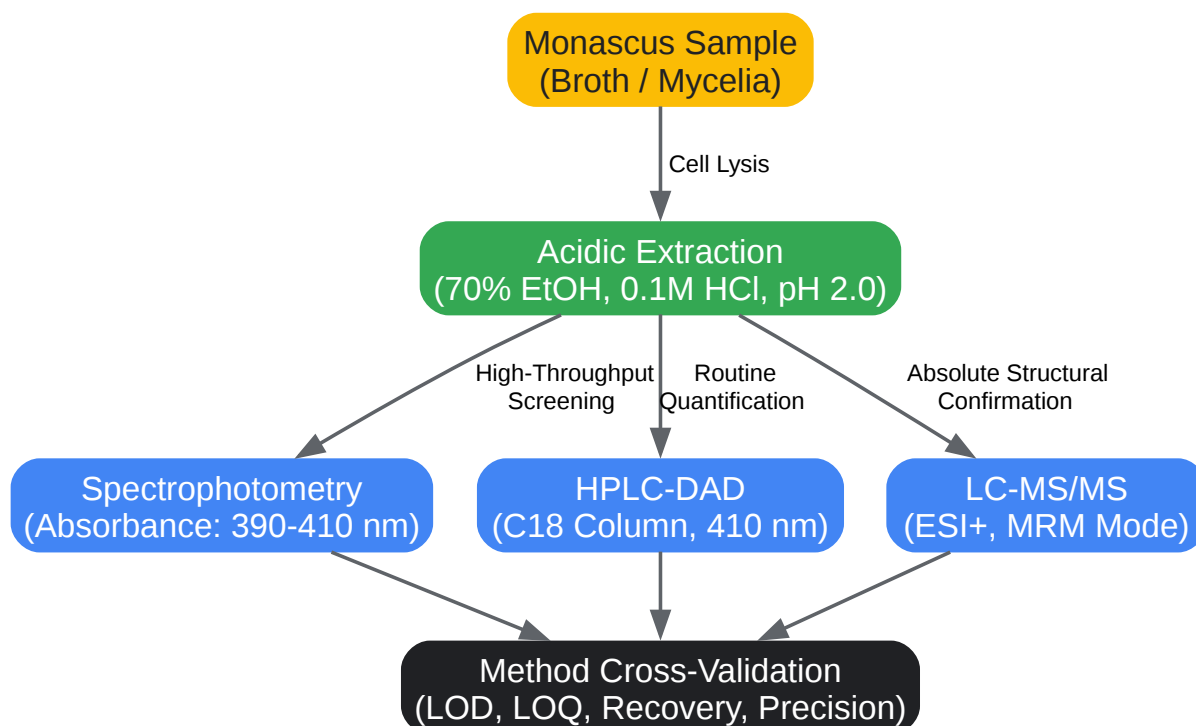 Monascus Sample
(Broth / Mycelia)
Cell Lysis
Acidic Extraction
(70% EtOH, 0.1M HCl, pH 2.0)
High-Throughput
Screening
Routine
Quantification
Absolute Structural
Confirmation
Spectrophotometry
(Absorbance: 390-410 nm)
HPLC-DAD
(C18 Column, 410 nm)
LC-MS/MS
(ESI+, MRM Mode)
Method Cross-Validation
(LOD, LOQ, Recovery, Precision)